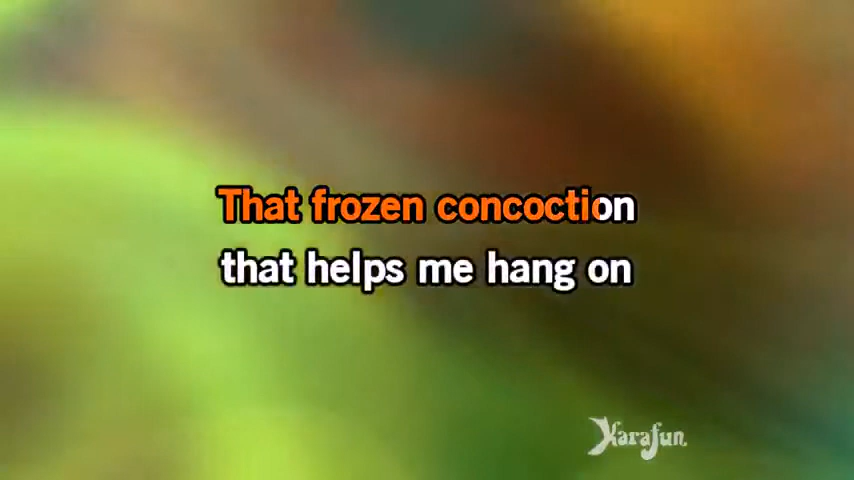 That frozen concoction
that helps me hang on
Karafun